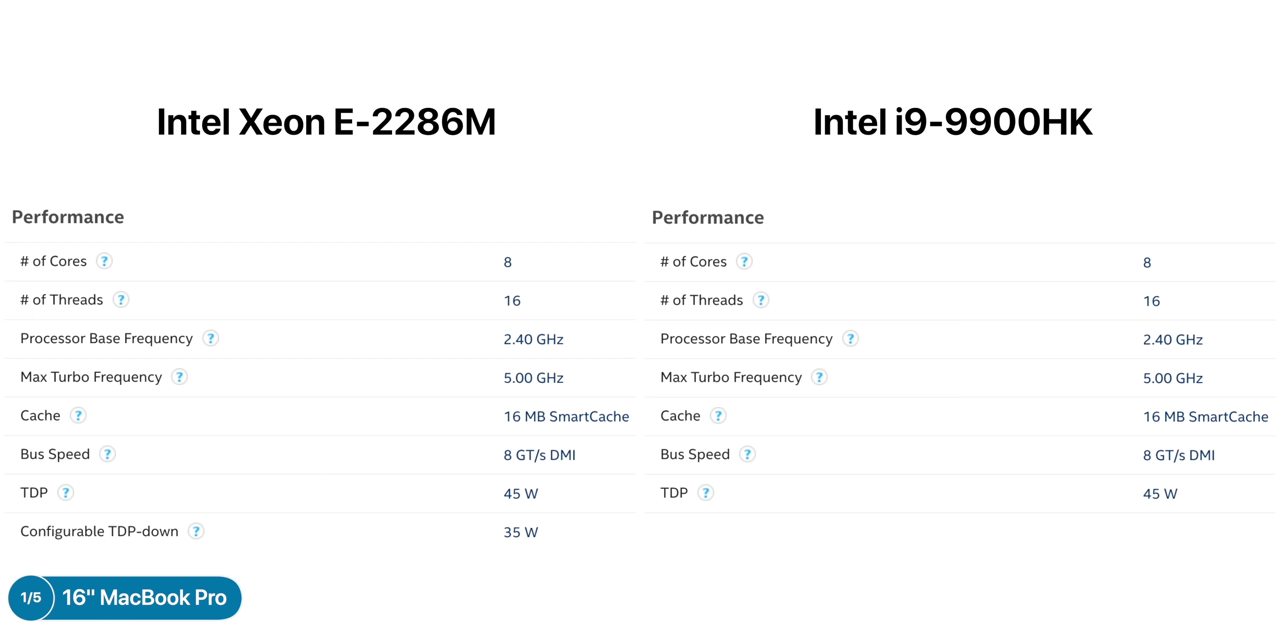 Intel Xeon E-2286M
Performance
# of Cores ? 8
# of Threads ? 16
Processor Base Frequency ? 2.40 GHz
Max Turbo Frequency ? 5.00 GHz
Cache ? 16 MB SmartCache
Bus Speed ? 8 GT/s DMI
TDP ? 45 W
Configurable TDP-down ? 35 W
Intel i9-9900HK
Performance
# of Cores ? 8
# of Threads ? 16
Processor Base Frequency ? 2.40 GHz
Max Turbo Frequency ? 5.00 GHz
Cache ? 16 MB SmartCache
Bus Speed ? 8 GT/s DMI
TDP ? 45 W
1/5 16" MacBook Pro